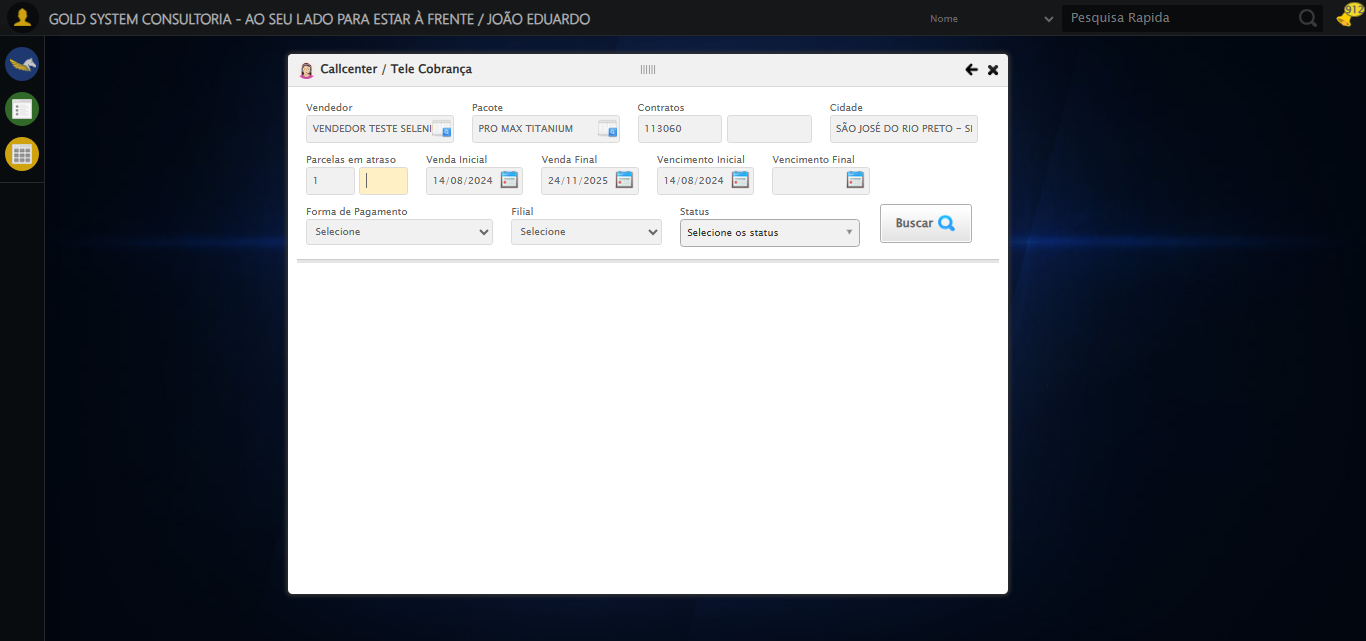 GOLD SYSTEM CONSULTORIA - AO SEU LADO PARA ESTAR À FRENTE / JOÃO EDUARDO
Nome
Pesquisa Rapida
912
Callcenter / Tele Cobrança
Vendedor Pacote Contratos Cidade
VENDEDOR TESTE SELENI PRO MAX TITANIUM 113060 SÃO JOSÉ DO RIO PRETO - SI
Parcelas em atraso Venda Inicial Venda Final Vencimento Inicial Vencimento Final
1 14/08/2024 24/11/2025 14/08/2024
Forma de Pagamento Filial Status
Selecione Selecione Selecione os status Buscar